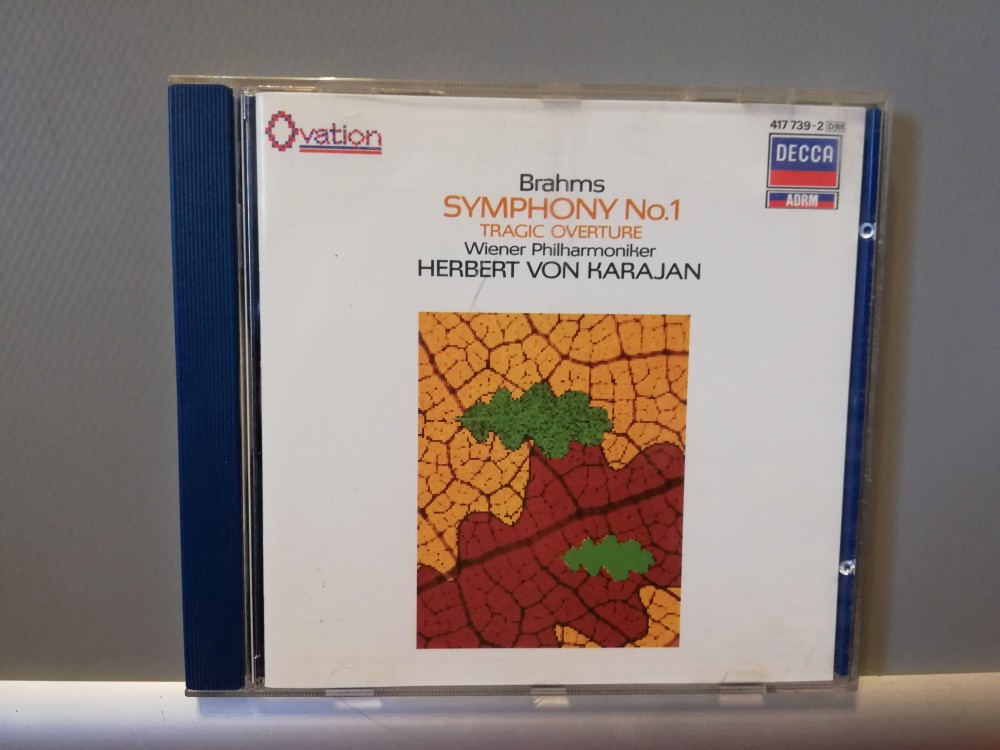 Ovation
417 739-2 DM
DECCA
ADRM
Brahms
SYMPHONY No.1
TRAGIC OVERTURE
Wiener Philharmoniker
HERBERT VON KARAJAN